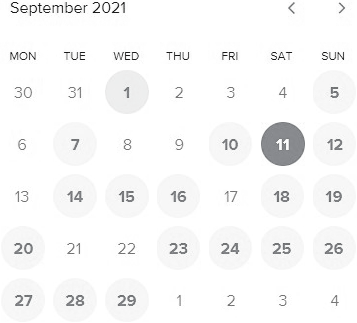 September 2021
MON TUE WED THU FRI SAT SUN
30 31 1 2 3 4 5
6 7 8 9 10 11 12
13 14 15 16 17 18 19
20 21 22 23 24 25 26
27 28 29 1 2 3 4